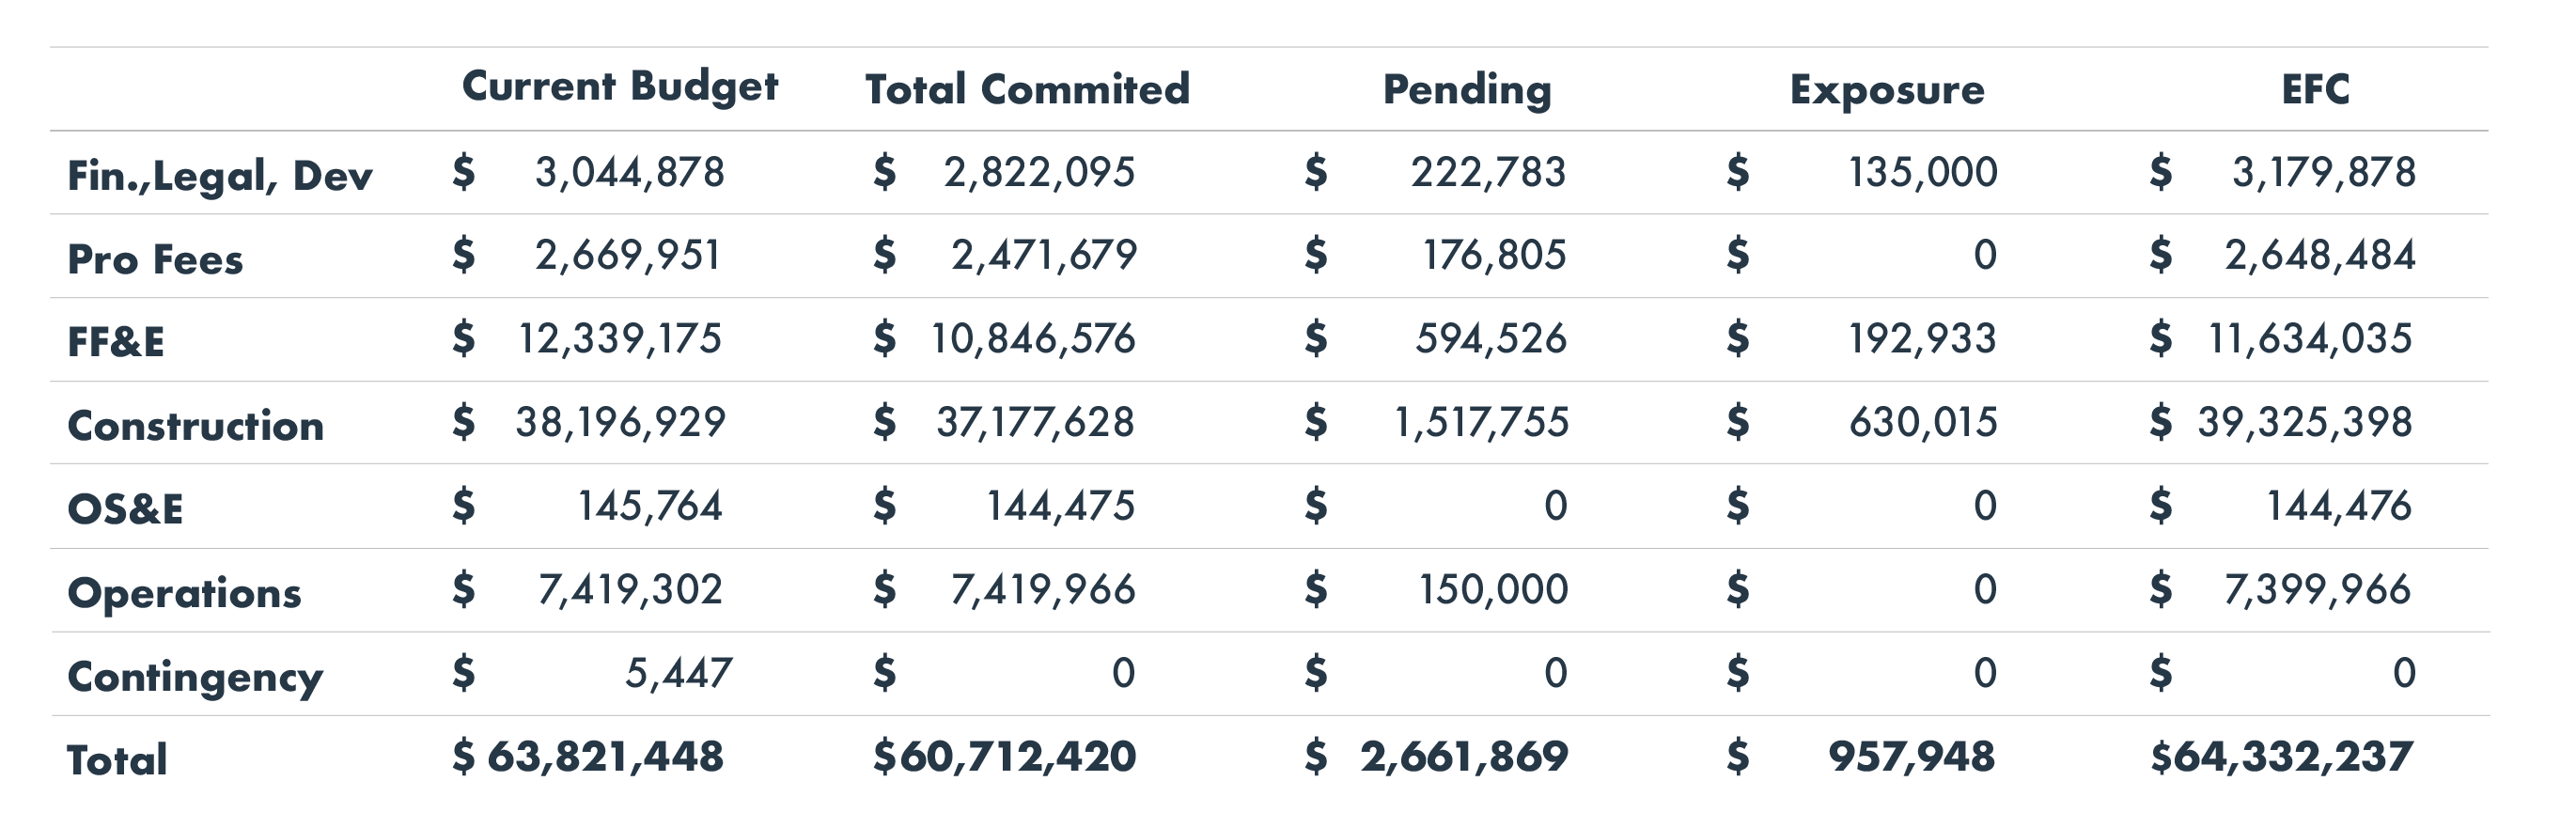 Current Budget Total Commited Pending Exposure EFC
Fin.,Legal, Dev $ 3,044,878 $ 2,822,095 $ 222,783 $ 135,000 $ 3,179,878
Pro Fees $ 2,669,951 $ 2,471,679 $ 176,805 $ 0 $ 2,648,484
FF&E $ 12,339,175 $ 10,846,576 $ 594,526 $ 192,933 $ 11,634,035
Construction $ 38,196,929 $ 37,177,628 $ 1,517,755 $ 630,015 $ 39,325,398
OS&E $ 145,764 $ 144,475 $ 0 $ 0 $ 144,476
Operations $ 7,419,302 $ 7,419,966 $ 150,000 $ 0 $ 7,399,966
Contingency $ 5,447 $ 0 $ 0 $ 0 $ 0
Total $ 63,821,448 $60,712,420 $ 2,661,869 $ 957,948 $64,332,237